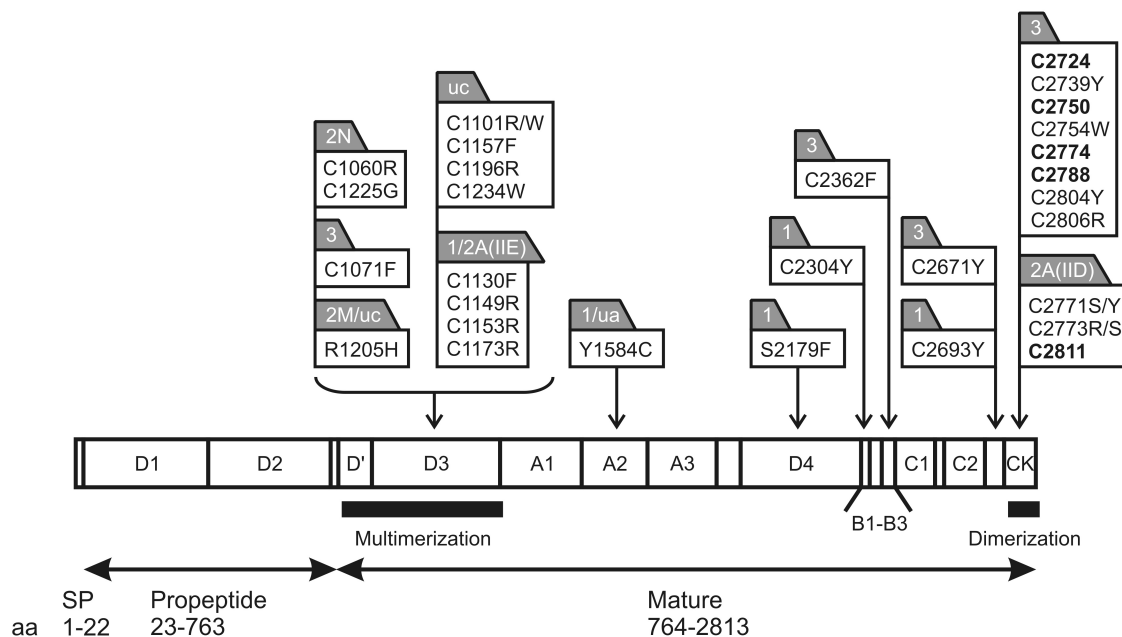 2N
C1060R
C1225G
3
C1071F
2M/uc
R1205H
uc
C1101R/W
C1157F
C1196R
C1234W
1/2A(IIE)
C1130F
C1149R
C1153R
C1173R
1/ua
Y1584C
1
S2179F
1
C2304Y
3
C2362F
3
C2671Y
1
C2693Y
3
C2724
C2739Y
C2750
C2754W
C2774
C2788
C2804Y
C2806R
2A(IID)
C2771S/Y
C2773R/S
C2811
D1 D2 D' D3 A1 A2 A3 D4 C1 C2 CK
B1-B3
Multimerization
Dimerization
SP Propeptide Mature
aa 1-22 23-763 764-2813